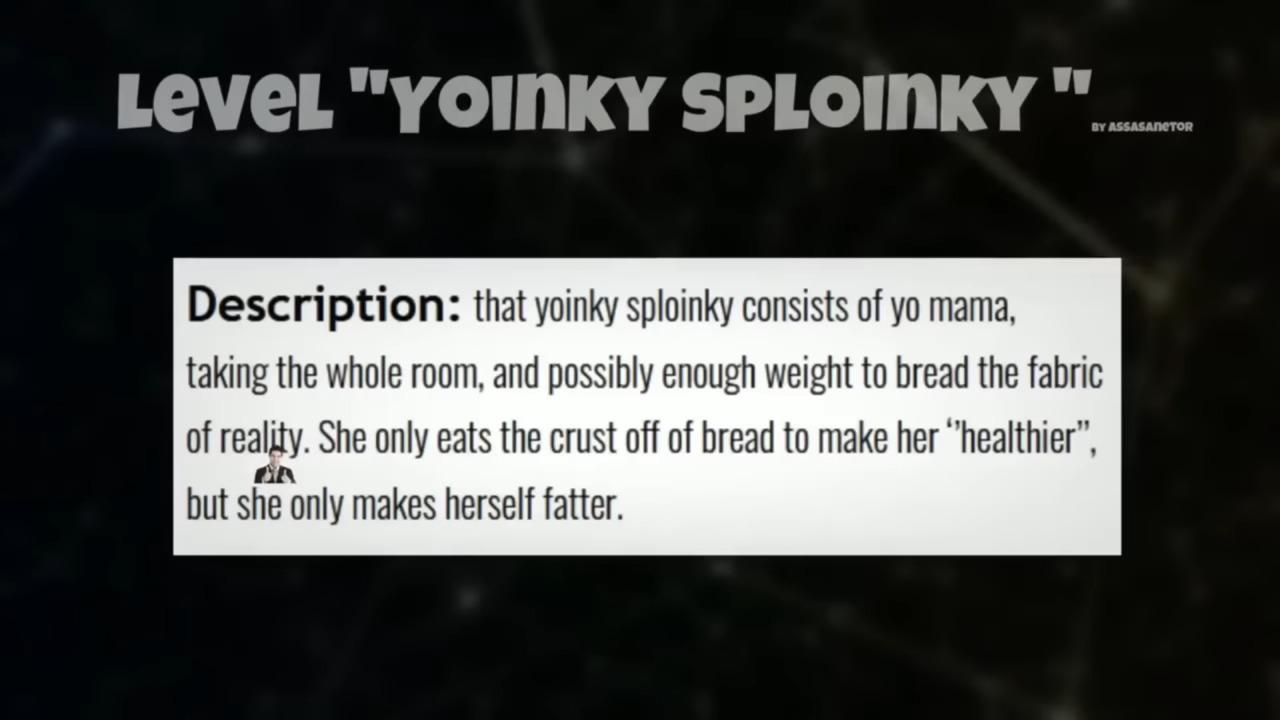 Level "Yoinky Sploinky " by Assasanetor
Description: that yoinky sploinky consists of yo mama,
taking the whole room, and possibly enough weight to bread the fabric
of reality. She only eats the crust off of bread to make her ‘’healthier’’,
but she only makes herself fatter.